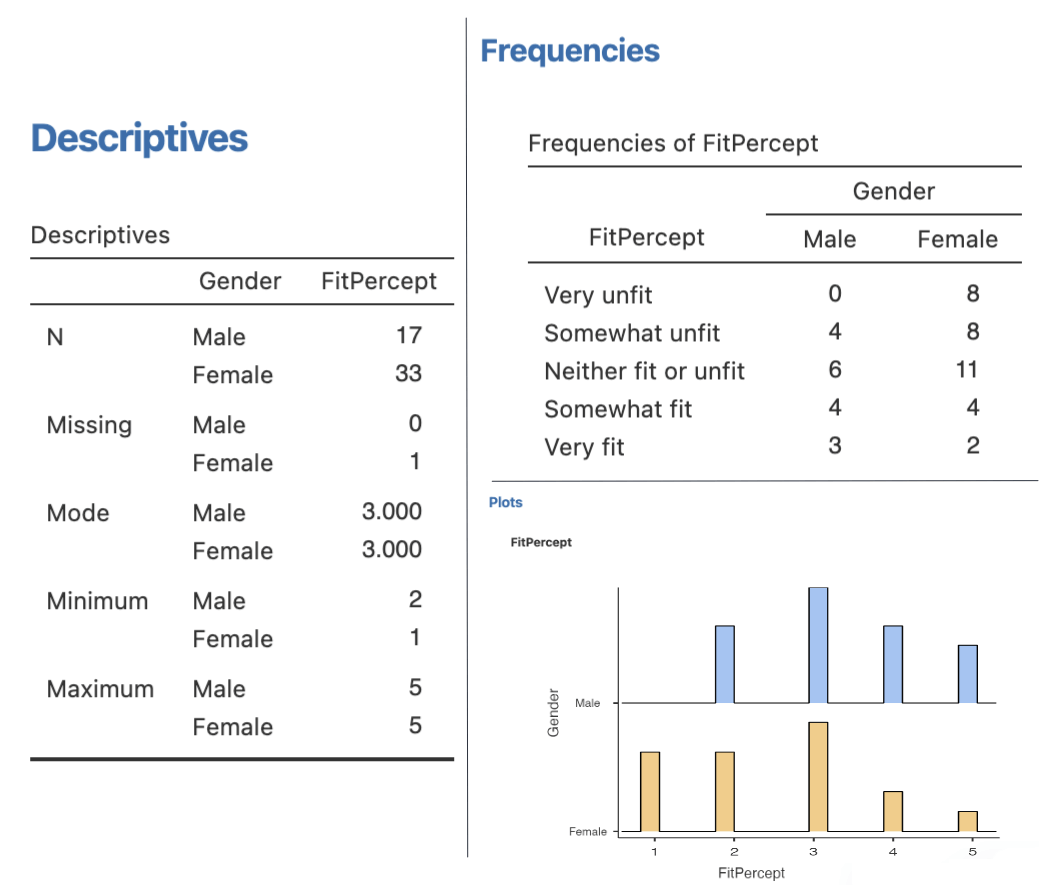 Descriptives
Descriptives
Gender FitPercept
N Male 17
Female 33
Missing Male 0
Female 1
Mode Male 3.000
Female 3.000
Minimum Male 2
Female 1
Maximum Male 5
Female 5
Frequencies
Frequencies of FitPercept
Gender
FitPercept Male Female
Very unfit 0 8
Somewhat unfit 4 8
Neither fit or unfit 6 11
Somewhat fit 4 4
Very fit 3 2
Plots
FitPercept
Gender
Male
Female
1 2 3 4 5
FitPercept